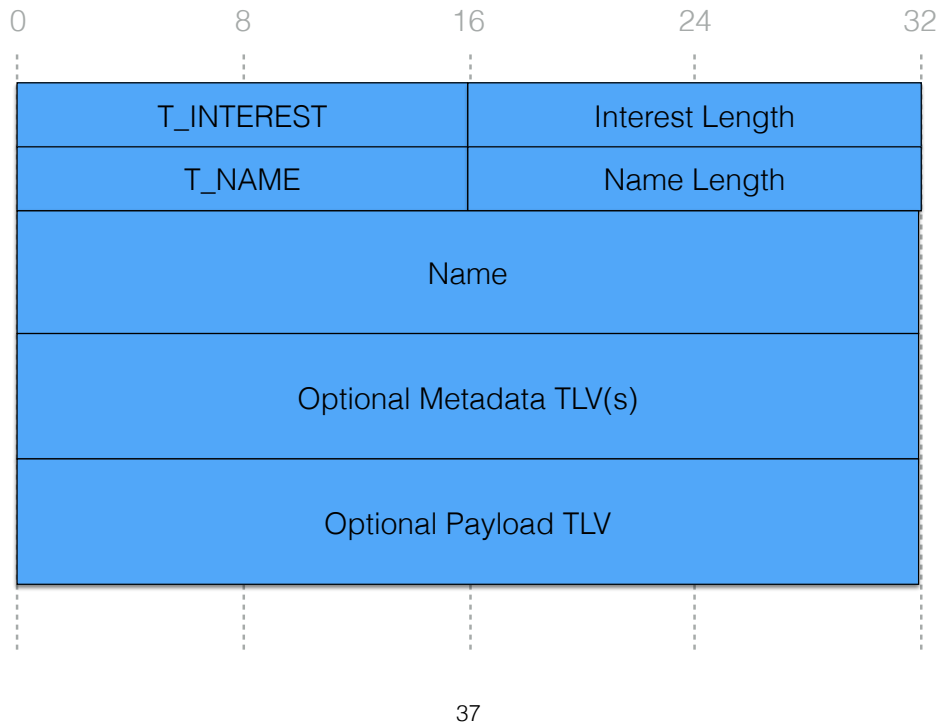 0 8 16 24 32
T_INTEREST Interest Length
T_NAME Name Length
Name
Optional Metadata TLV(s)
Optional Payload TLV
37